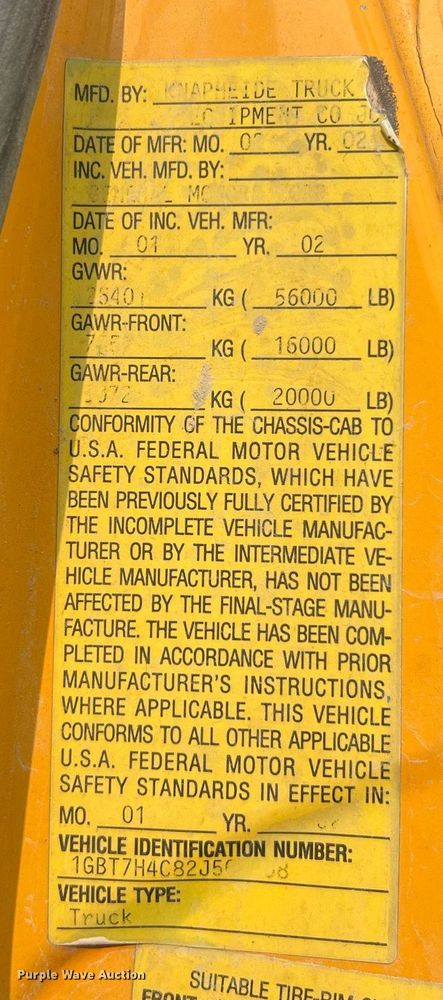 MFD. BY: KNAPHEIDE TRUCK
CO
DATE OF MFR: MO. YR. 02
INC. VEH. MFD. BY:
GENERAL
DATE OF INC. VEH. MFR:
MO. 01 YR. 02
GVWR:
KG ( 56000 LB)
GAWR-FRONT:
KG ( 16000 LB)
GAWR-REAR:
KG ( 20000 LB)
CONFORMITY OF THE CHASSIS-CAB TO
U.S.A. FEDERAL MOTOR VEHICLE
SAFETY STANDARDS, WHICH HAVE
BEEN PREVIOUSLY FULLY CERTIFIED BY
THE INCOMPLETE VEHICLE MANUFAC-
TURER OR BY THE INTERMEDIATE VE-
HICLE MANUFACTURER, HAS NOT BEEN
AFFECTED BY THE FINAL-STAGE MANU-
FACTURE. THE VEHICLE HAS BEEN COM-
PLETED IN ACCORDANCE WITH PRIOR
MANUFACTURER'S INSTRUCTIONS,
WHERE APPLICABLE. THIS VEHICLE
CONFORMS TO ALL OTHER APPLICABLE
U.S.A. FEDERAL MOTOR VEHICLE
SAFETY STANDARDS IN EFFECT IN:
MO. 01 YR.
VEHICLE IDENTIFICATION NUMBER:
VEHICLE TYPE:
Truck
SUITABLE
Purple Wave Auction